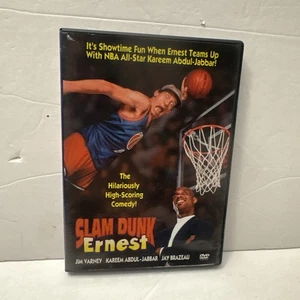 It's Showtime Fun When Ernest Teams Up
With NBA All-Star Kareem Abdul-Jabbar!
The
Hilariously
High-Scoring
Comedy!
SLAM DUNK
Ernest
JIM VARNEY KAREEM ABDUL-JABBAR JAY BRAZEAU
DVD